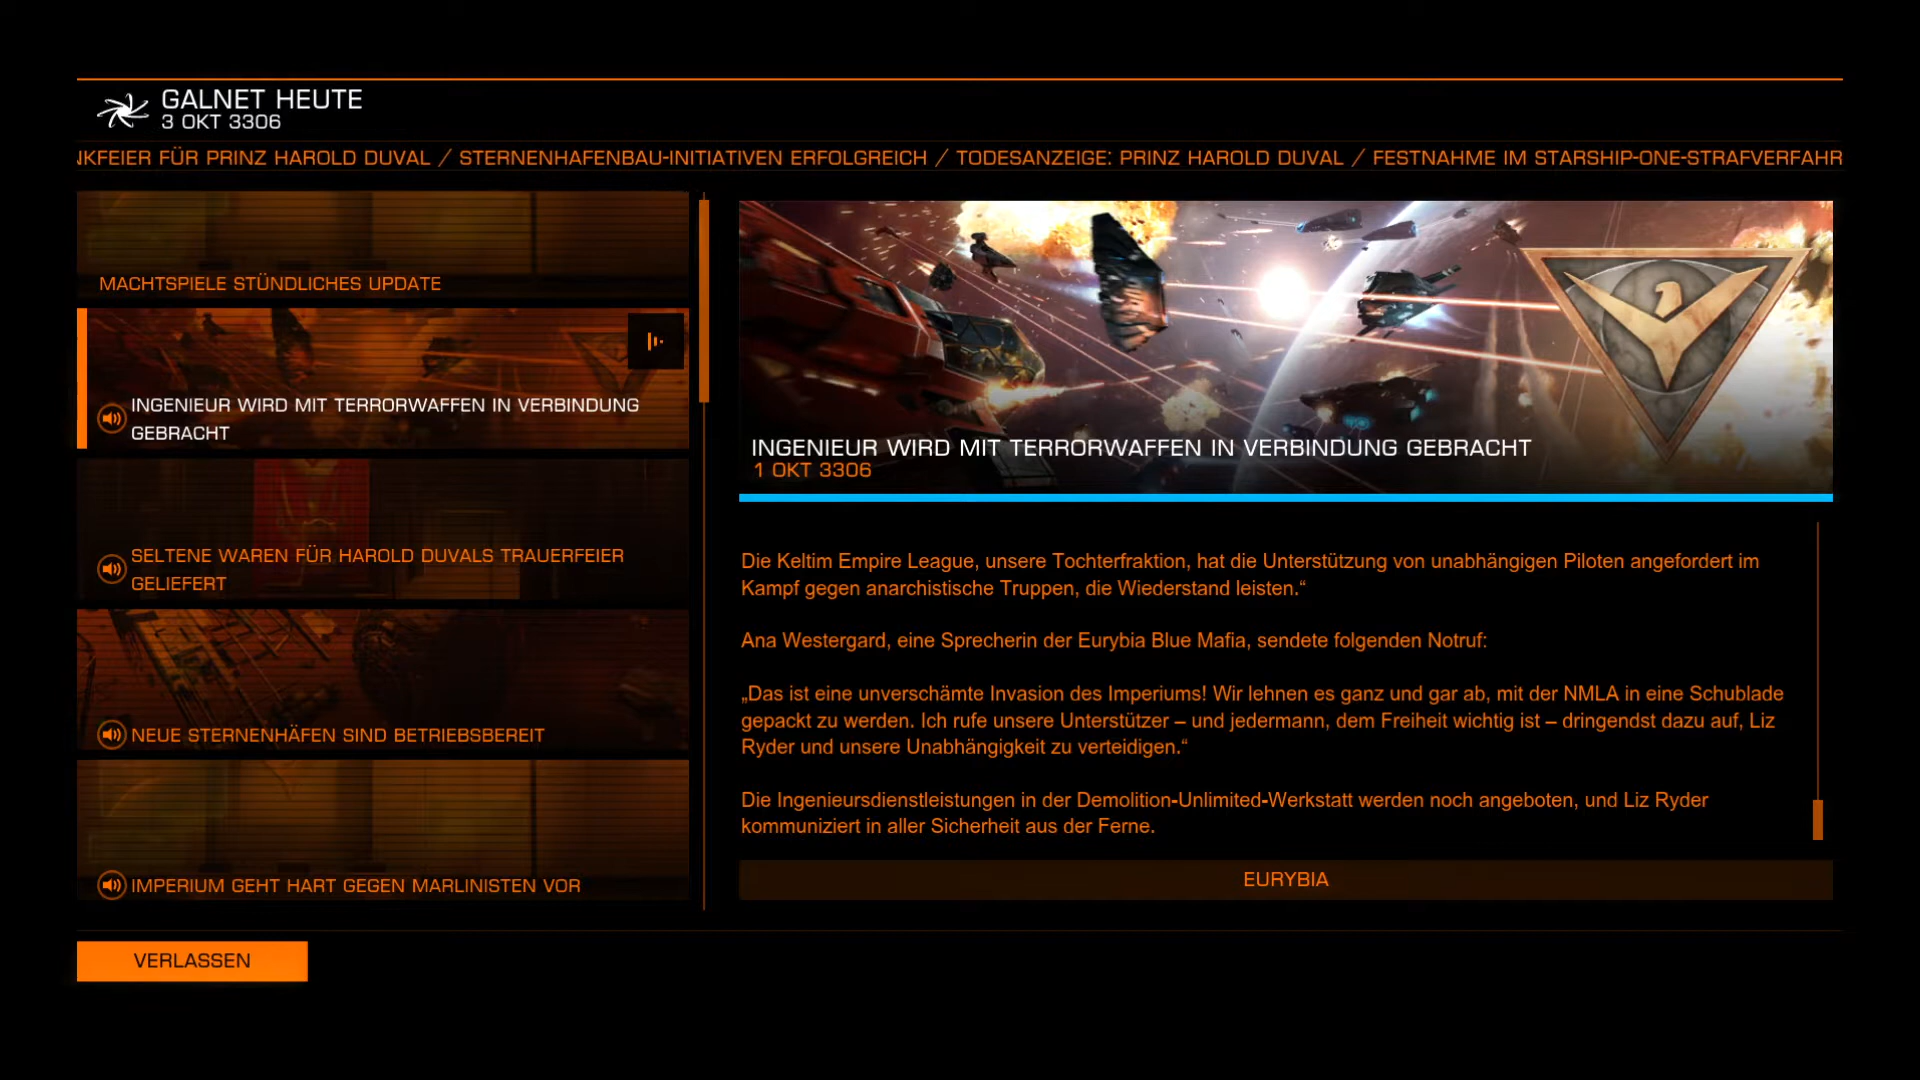 GALNET HEUTE
3 OKT 3306
NKFEIER FÜR PRINZ HAROLD DUVAL / STERNENHAFENBAU-INITIATIVEN ERFOLGREICH / TODESANZEIGE: PRINZ HAROLD DUVAL / FESTNAHME IM STARSHIP-ONE-STRAFVERFAHR
MACHTSPIELE STÜNDLICHES UPDATE
INGENIEUR WIRD MIT TERRORWAFFEN IN VERBINDUNG
GEBRACHT
SELTENE WAREN FÜR HAROLD DUVALS TRAUERFEIER
GELIEFERT
NEUE STERNENHÄFEN SIND BETRIEBSBEREIT
IMPERIUM GEHT HART GEGEN MARLINISTEN VOR
INGENIEUR WIRD MIT TERRORWAFFEN IN VERBINDUNG GEBRACHT
1 OKT 3306
Die Keltim Empire League, unsere Tochterfraktion, hat die Unterstützung von unabhängigen Piloten angefordert im
Kampf gegen anarchistische Truppen, die Wiederstand leisten.“
Ana Westergard, eine Sprecherin der Eurybia Blue Mafia, sendete folgenden Notruf:
„Das ist eine unverschämte Invasion des Imperiums! Wir lehnen es ganz und gar ab, mit der NMLA in eine Schublade
gepackt zu werden. Ich rufe unsere Unterstützer – und jedermann, dem Freiheit wichtig ist – dringendst dazu auf, Liz
Ryder und unsere Unabhängigkeit zu verteidigen.“
Die Ingenieursdienstleistungen in der Demolition-Unlimited-Werkstatt werden noch angeboten, und Liz Ryder
kommuniziert in aller Sicherheit aus der Ferne.
EURYBIA
VERLASSEN